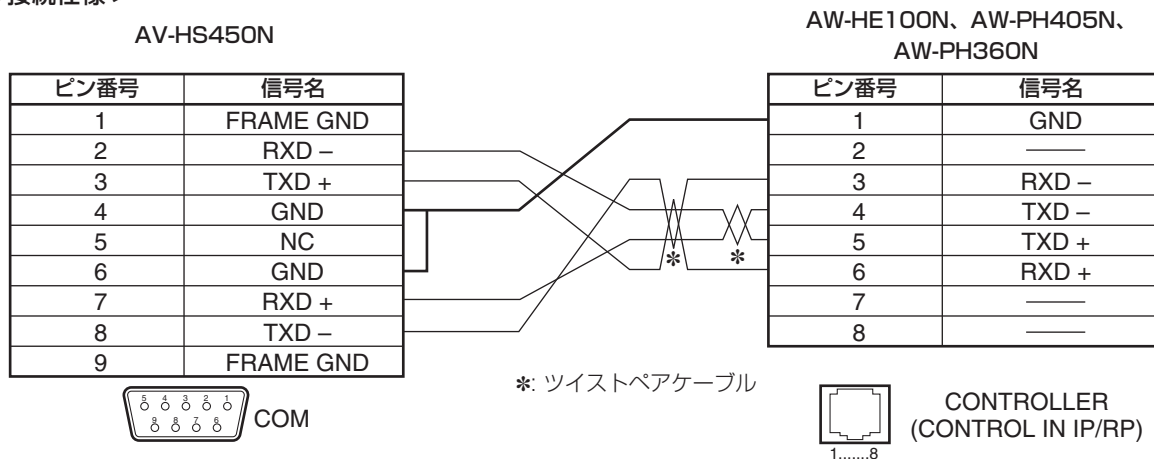 AV-HS450N
AW-HE100N、AW-PH405N、
AW-PH360N
ピン番号 信号名
1 FRAME GND
2 RXD –
3 TXD +
4 GND
5 NC
6 GND
7 RXD +
8 TXD –
9 FRAME GND
ピン番号 信号名
1 GND
2 ――
3 RXD –
4 TXD –
5 TXD +
6 RXD +
7 ――
8 ――
✱ ✱
✱: ツイストペアケーブル
5 4 3 2 1
9 8 7 6
COM
CONTROLLER
(CONTROL IN IP/RP)
1.......8